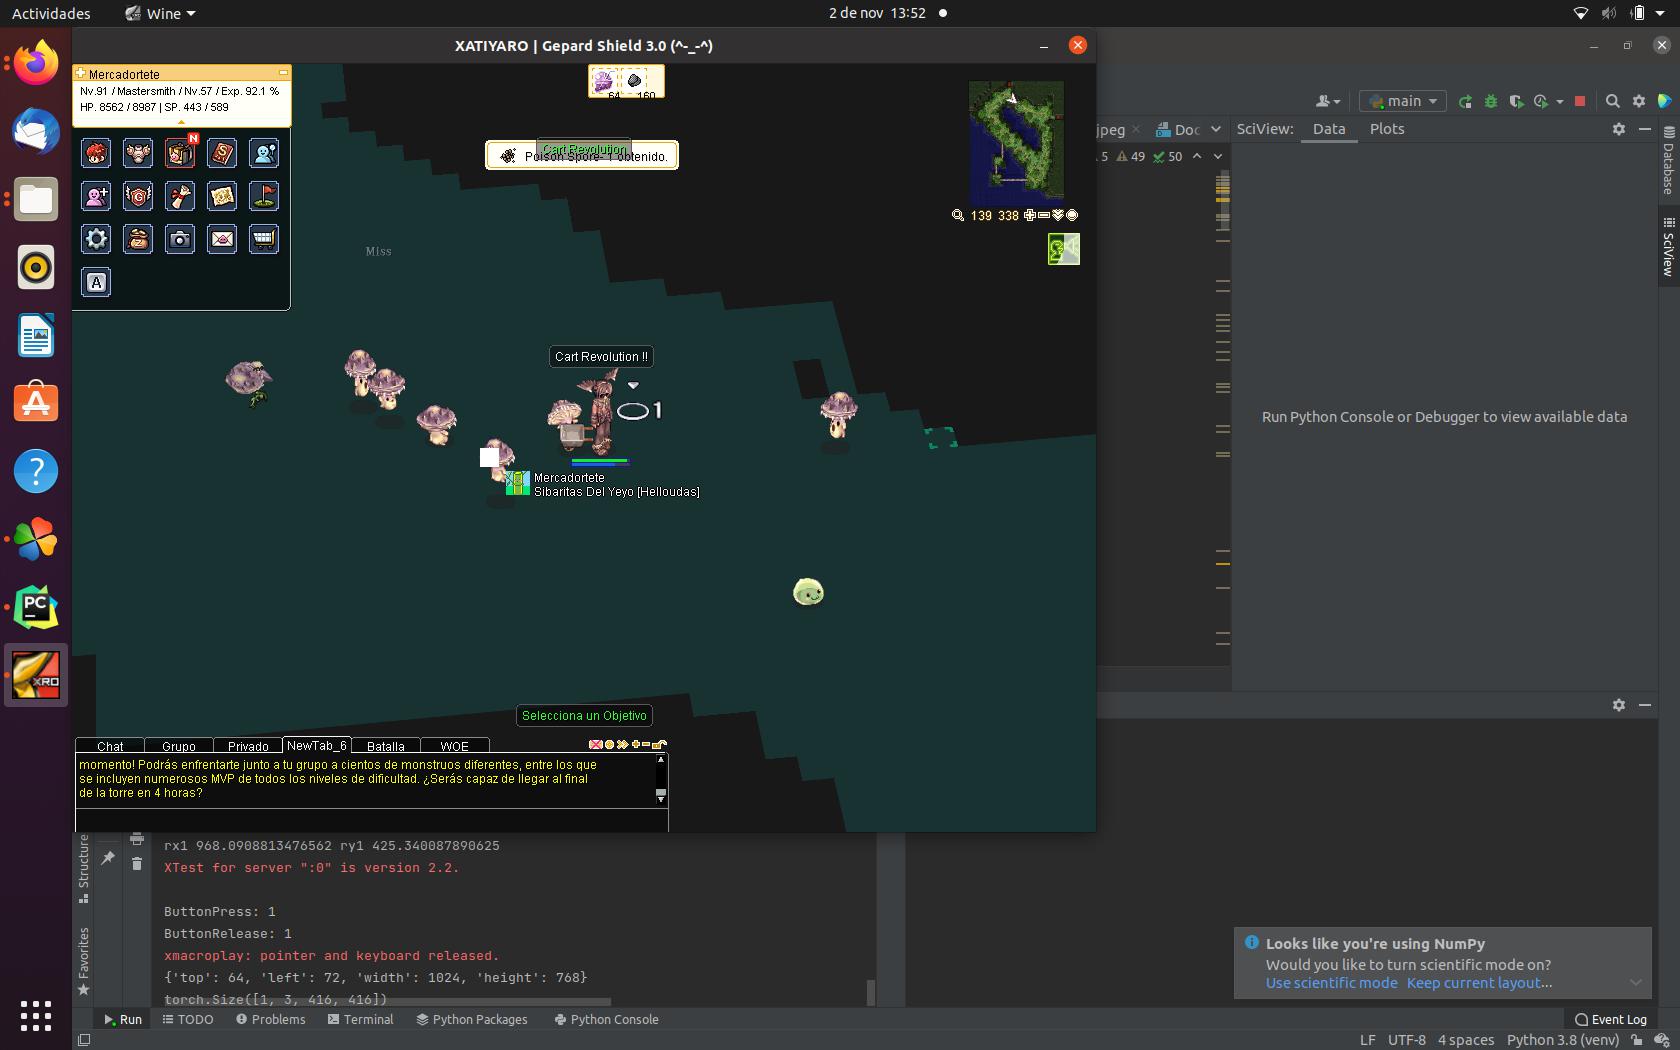 Actividades
Wine
2 de nov 13:52
XATIYARO | Gepard Shield 3.0 (^-_-^)
Mercadortete
Nv.91 / Mastersmith / Nv.57 / Exp. 92.1 %
HP. 8562 / 8987 | SP. 443 / 589
N
A
64 160
Cart Revolution
Poison Spore- 1 obtenido.
139 338
Miss
Cart Revolution !!
1
Mercadortete
Sibaritas Del Yeyo [Helloudas]
Selecciona un Objetivo
Chat Grupo Privado NewTab_6 Batalla WOE
momento! Podrás enfrentarte junto a tu grupo a cientos de monstruos diferentes, entre los que
se incluyen numerosos MVP de todos los niveles de dificultad. ¿Serás capaz de llegar al final
de la torre en 4 horas?
main
jpeg
Doc
SciView: Data Plots
5 49 50
Database
SciView
Run Python Console or Debugger to view available data
PC
XRO
Structure
Favorites
rx1 968.0908813476562 ry1 425.340087890625
XTest for server ":0" is version 2.2.
ButtonPress: 1
ButtonRelease: 1
xmacroplay: pointer and keyboard released.
{'top': 64, 'left': 72, 'width': 1024, 'height': 768}
torch.Size([1, 3, 416, 416])
Looks like you're using NumPy
Would you like to turn scientific mode on?
Use scientific mode Keep current layout...
Run TODO Problems Terminal Python Packages Python Console
Event Log
LF UTF-8 4 spaces Python 3.8 (venv)